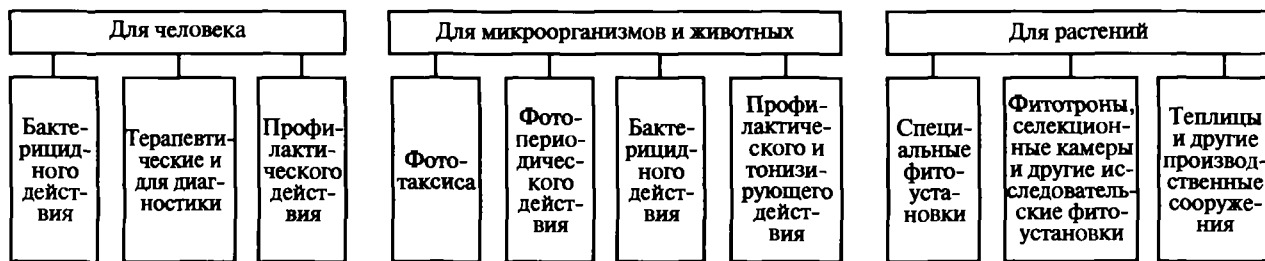 Для человека
Бакте-
рицид-
ного
дейст-
вия
Терапевти-
ческие и
для диаг-
ностики
Профи-
лакти-
ческого
дейст-
вия
Для микроорганизмов и животных
Фото-
таксиса
Фото-
перио-
дичес-
кого
дейст-
вия
Бакте-
рицид-
ного
дейст-
вия
Профи-
лактиче-
ского и
тонизи-
рующего
дейст-
вия
Для растений
Специ-
альные
фито-
уста-
новки
Фитотроны,
селекцион-
ные камеры
и другие ис-
следователь-
ские фито-
установки
Теплицы
и другие
производ-
ственные
сооруже-
ния